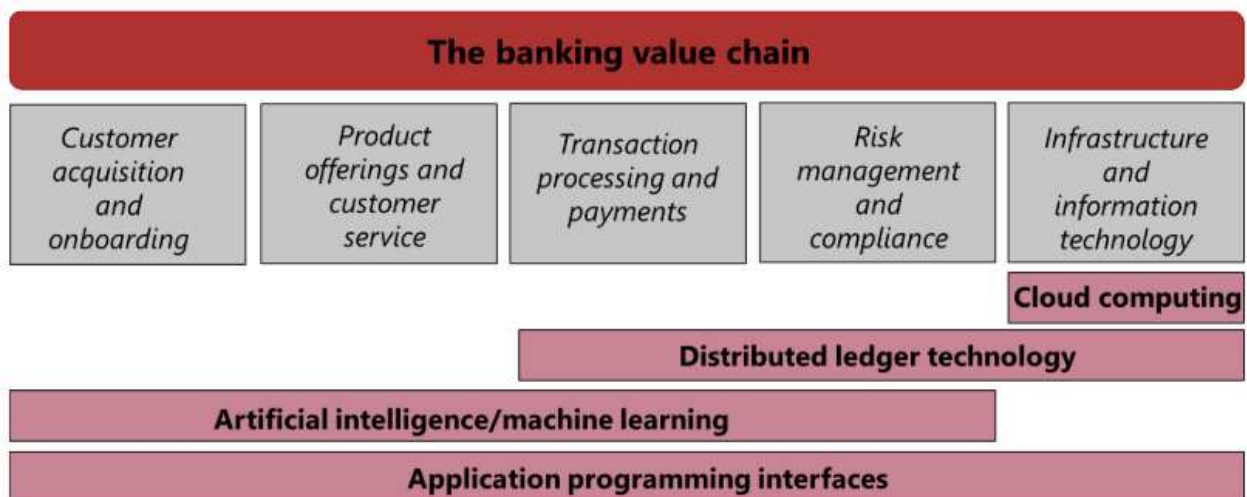 The banking value chain
Customer
acquisition
and
onboarding
Product
offerings and
customer
service
Transaction
processing and
payments
Risk
management
and
compliance
Infrastructure
and
information
technology
Cloud computing
Distributed ledger technology
Artificial intelligence/machine learning
Application programming interfaces